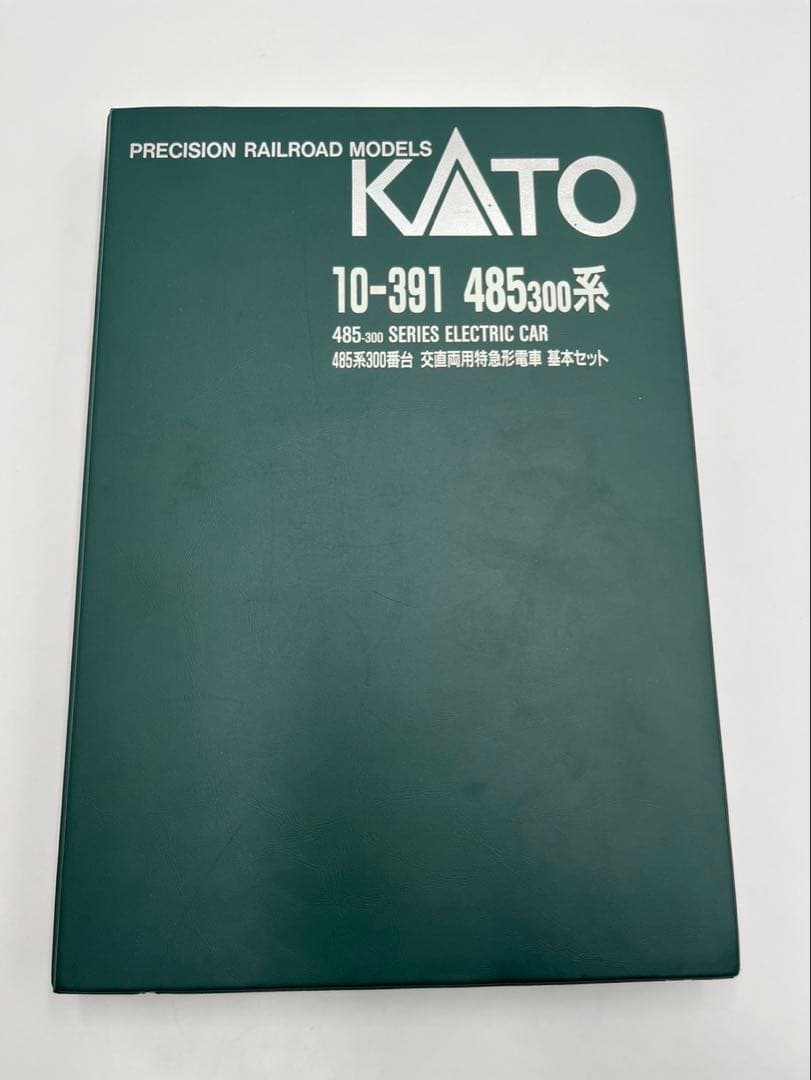 PRECISION RAILROAD MODELS
KATO
10-391 485300系
485-300 SERIES ELECTRIC CAR
485系300番台 交直両用特急形電車 基本セット